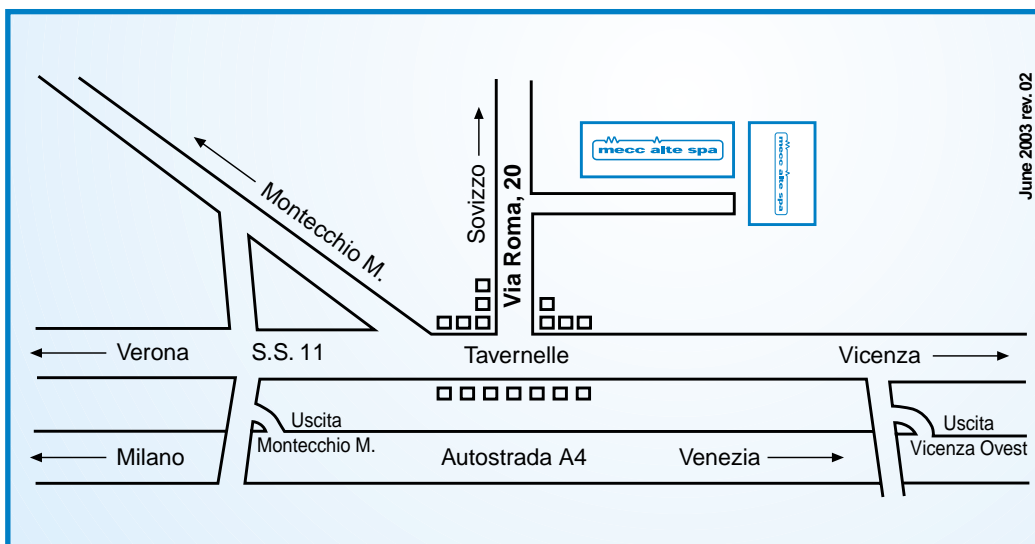 June 2003 rev. 02
mecc alte spa
mecc alte spa
Montecchio M.
Sovizzo
Via Roma, 20
Verona
S.S. 11
Tavernelle
Vicenza
Uscita
Montecchio M.
Uscita
Vicenza Ovest
Milano
Autostrada A4
Venezia